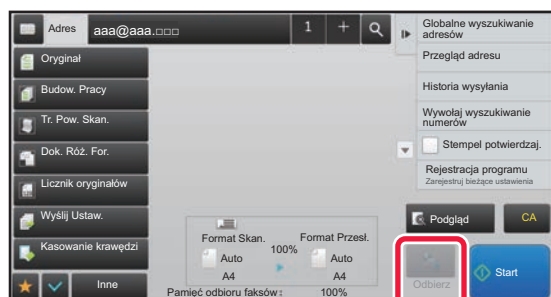 Adres aaa@aaa.□□□ 1 +
Oryginał
Budow. Pracy
Tr. Pow. Skan.
Dok. Róż. For.
Licznik oryginałów
Wyślij Ustaw.
Kasowanie krawędzi
Inne
Format Skan. 100% Format Przesł.
Auto Auto
A4 A4
Pamięć odbioru faksów: 100%
Globalne wyszukiwanie
adresów
Przegląd adresu
Historia wysyłania
Wywołaj wyszukiwanie
numerów
Stempel potwierdzaj.
Rejestracja programu
Zarejestruj bieżące ustawienia
Podgląd CA
Odbierz Start